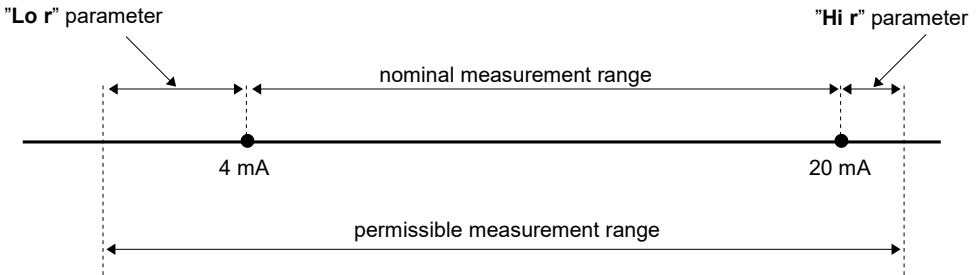 ”Lo r” parameter
”Hi r” parameter
nominal measurement range
4 mA
20 mA
permissible measurement range